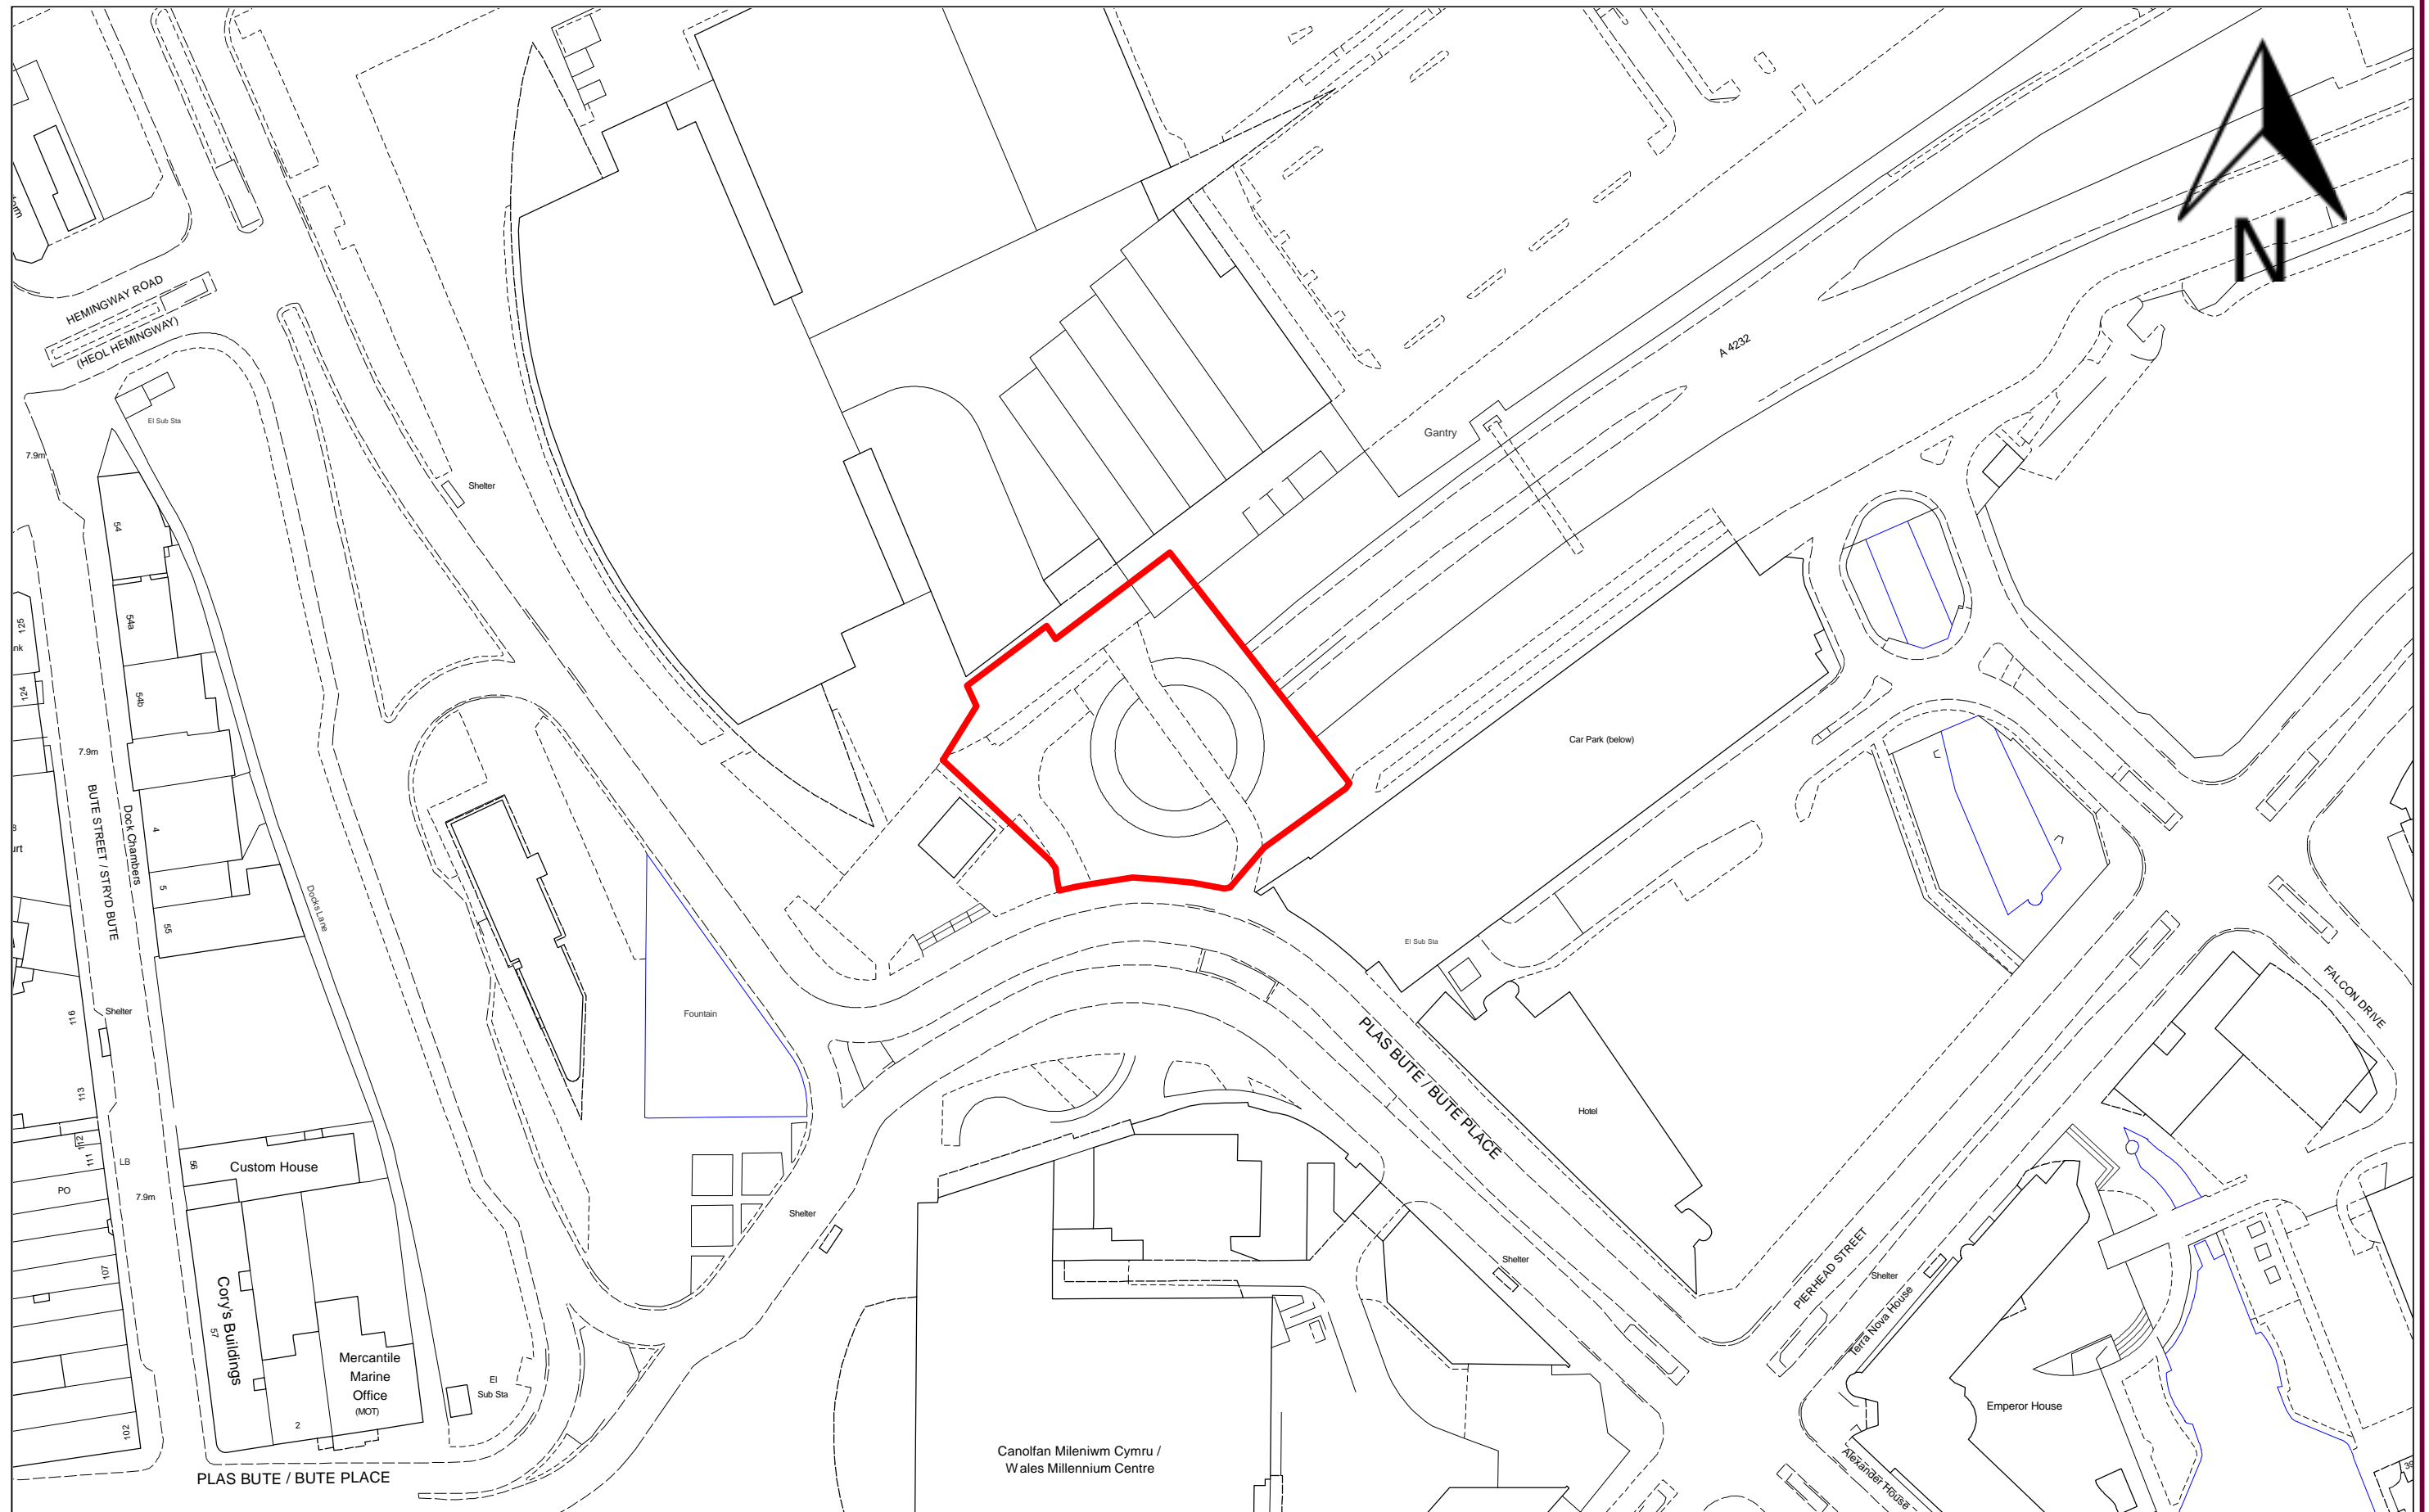 N
HEMINGWAY ROAD
(HEOL HEMINGWAY)
El Sub Sta
7.9m
Shelter
A 4232
Gantry
54
54a
54b
125
124
7.9m
BUTE STREET / STRYD BUTE
Dock Chambers
4
5
55
Docks Lane
Car Park (below)
El Sub Sta
Fountain
116
Shelter
113
112
111
LB
PO
7.9m
56
Custom House
107
Cory's Buildings
57
Mercantile
Marine
Office
(MOT)
2
102
El
Sub Sta
PLAS BUTE / BUTE PLACE
Shelter
PLAS BUTE / BUTE PLACE
Hotel
Shelter
PIERHEAD STREET
Shelter
Terra Nova House
FALCON DRIVE
Emperor House
Alexander House
Canolfan Mileniwm Cymru /
Wales Millennium Centre